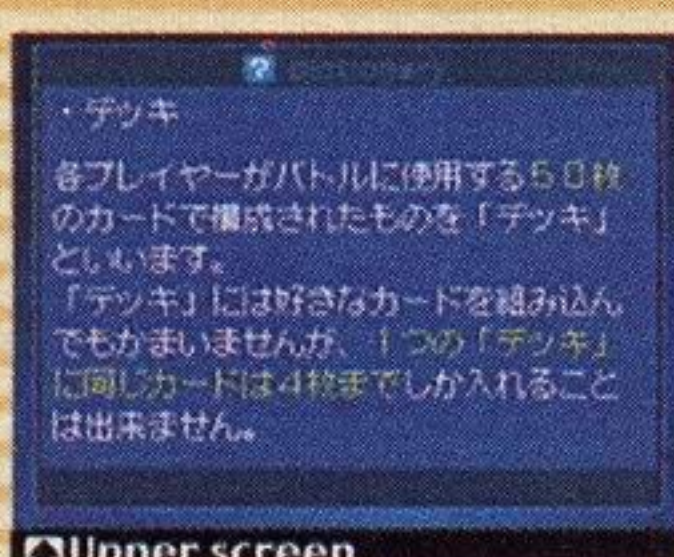 ?
・デッキ
各プレイヤーがバトルに使用する50枚
のカードで構成されたものを「デッキ」
といいます。
「デッキ」には好きなカードを組み込ん
でもかまいませんが、1つの「デッキ」
に同じカードは4枚までしか入れること
は出来ません。
Upper screen